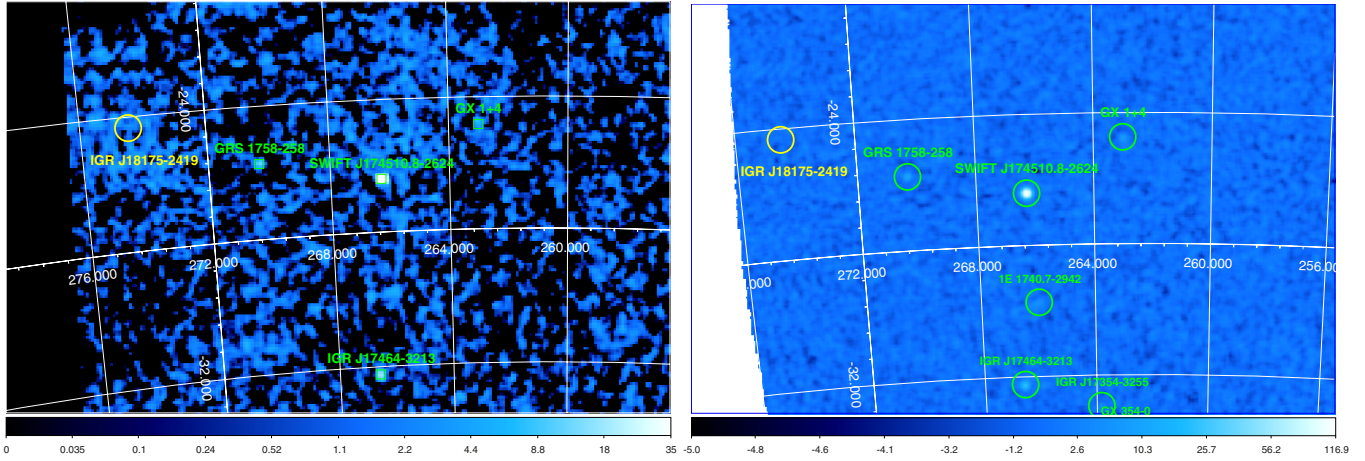 GX 1+4
GRS 1758-258
SWIFT J174510.8-2624
IGR J18175-2419
IGR J17464-3213
-24.000
-32.000
276.000
272.000
268.000
264.000
260.000
0 0.035 0.1 0.24 0.52 1.1 2.2 4.4 8.8 18 35
GX 1+4
GRS 1758-258
SWIFT J174510.8-2624
IGR J18175-2419
1E 1740.7-2942
IGR J17464-3213
IGR J17354-3255
GX 354-0
-24.000
-32.000
.000
272.000
268.000
264.000
260.000
256.0
-5.0 -4.8 -4.6 -4.1 -3.2 -1.2 2.6 10.3 25.7 56.2 116.9